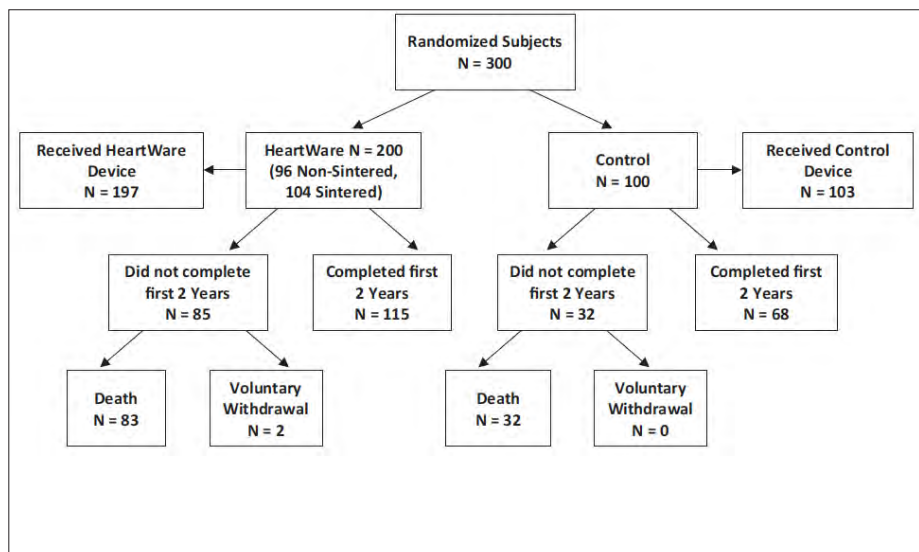 Randomized Subjects
N = 300
Received HeartWare
Device
N = 197
HeartWare N = 200
(96 Non-Sintered,
104 Sintered)
Control
N = 100
Received Control
Device
N = 103
Did not complete
first 2 Years
N = 85
Completed first
2 Years
N = 115
Did not complete
first 2 Years
N = 32
Completed first
2 Years
N = 68
Death
N = 83
Voluntary
Withdrawal
N = 2
Death
N = 32
Voluntary
Withdrawal
N = 0